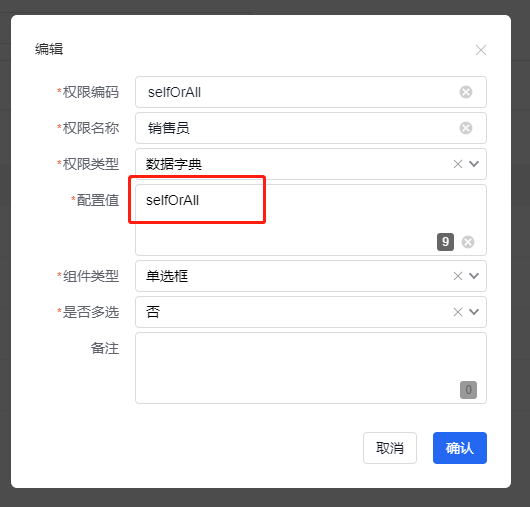 编辑
*权限编码 selfOrAll
*权限名称 销售员
*权限类型 数据字典
*配置值 selfOrAll
9
*组件类型 单选框
*是否多选 否
备注
0
取消 确认